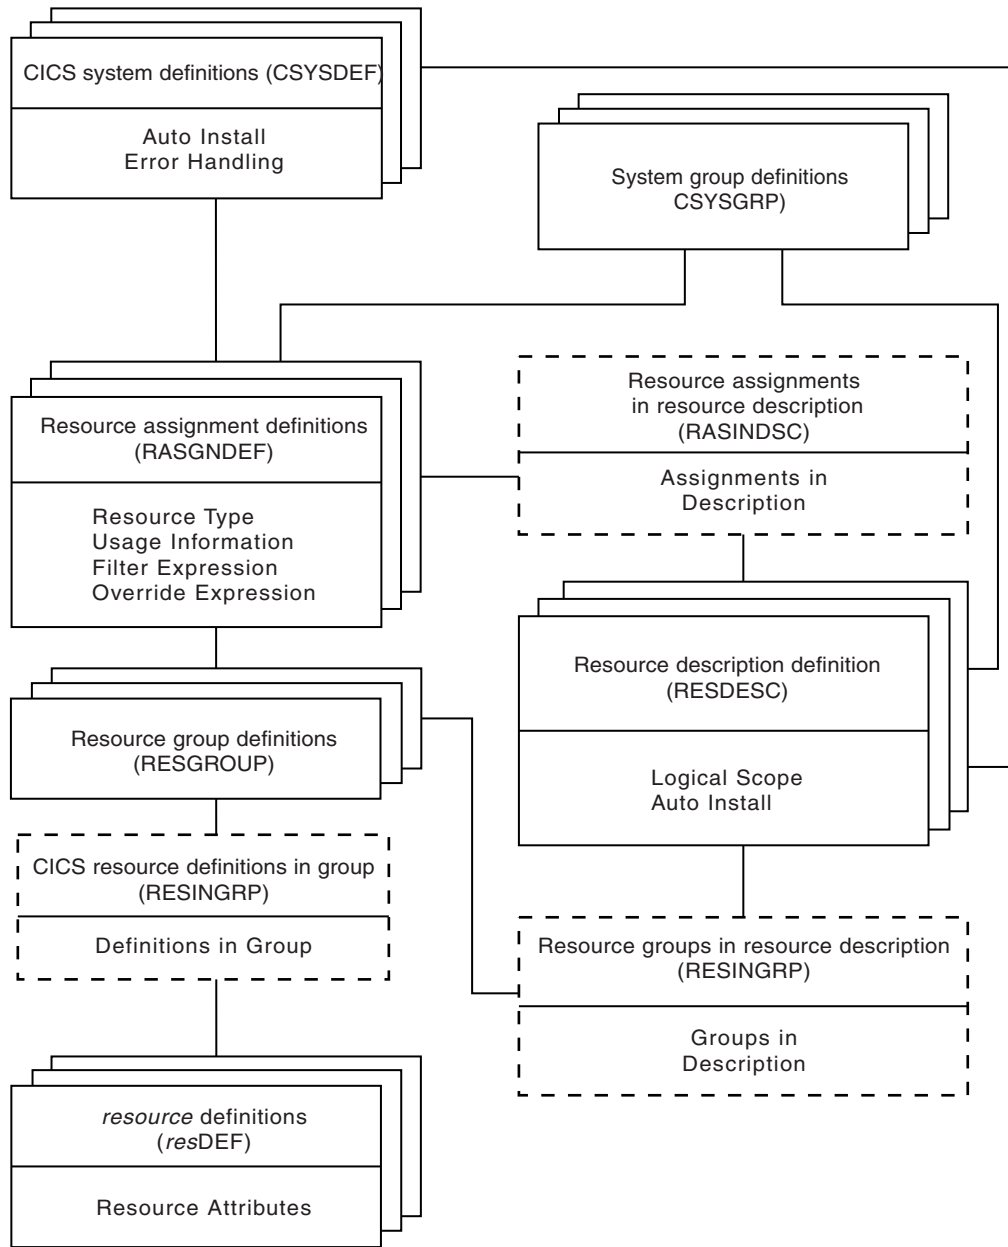 CICS system definitions (CSYSDEF)
Auto Install
Error Handling
System group definitions
CSYSGRP)
Resource assignment definitions
(RASGNDEF)
Resource Type
Usage Information
Filter Expression
Override Expression
Resource assignments
in resource description
(RASINDSC)
Assignments in
Description
Resource description definition
(RESDESC)
Logical Scope
Auto Install
Resource group definitions
(RESGROUP)
CICS resource definitions in group
(RESINGRP)
Definitions in Group
Resource groups in resource description
(RESINGRP)
Groups in
Description
resource definitions
(resDEF)
Resource Attributes